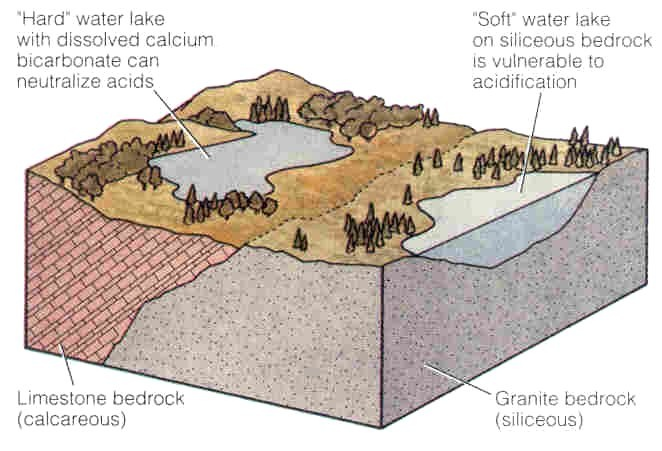 "Hard" water lake
with dissolved calcium
bicarbonate can
neutralize acids
"Soft" water lake
on siliceous bedrock
is vulnerable to
acidification
Limestone bedrock
(calcareous)
Granite bedrock
(siliceous)